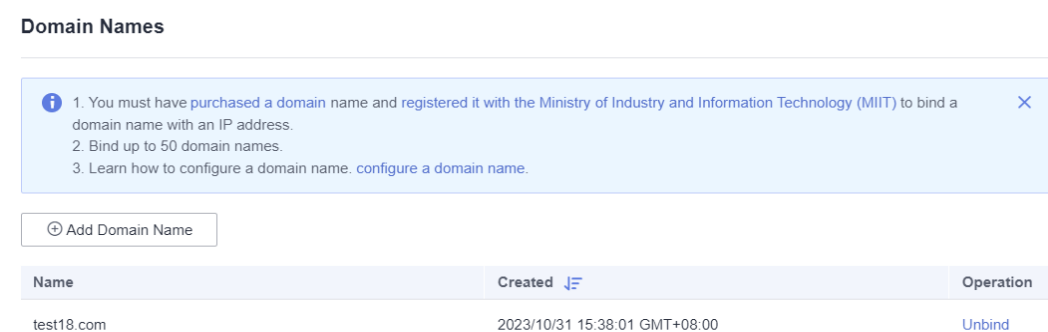 Domain Names
1. You must have purchased a domain name and registered it with the Ministry of Industry and Information Technology (MIIT) to bind a
domain name with an IP address.
2. Bind up to 50 domain names.
3. Learn how to configure a domain name. configure a domain name.
Add Domain Name
Name Created Operation
test18.com 2023/10/31 15:38:01 GMT+08:00 Unbind